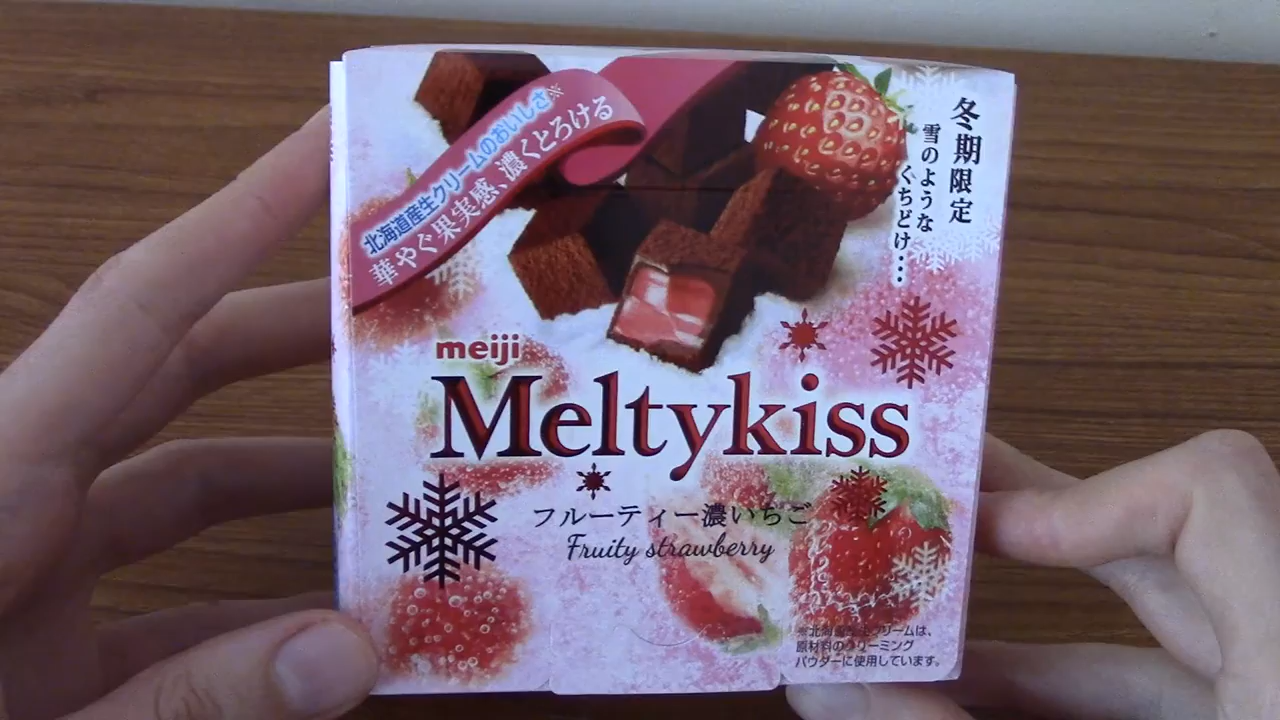 北海道産生クリームのおいしさ※
華やぐ果実感、濃くとろける
冬期限定
雪のような
くちどけ…
meiji
Meltykiss
フルーティー濃いちご
Fruity strawberry
※北海道産生クリームは、
原材料のクリーミング
パウダーに使用しています。